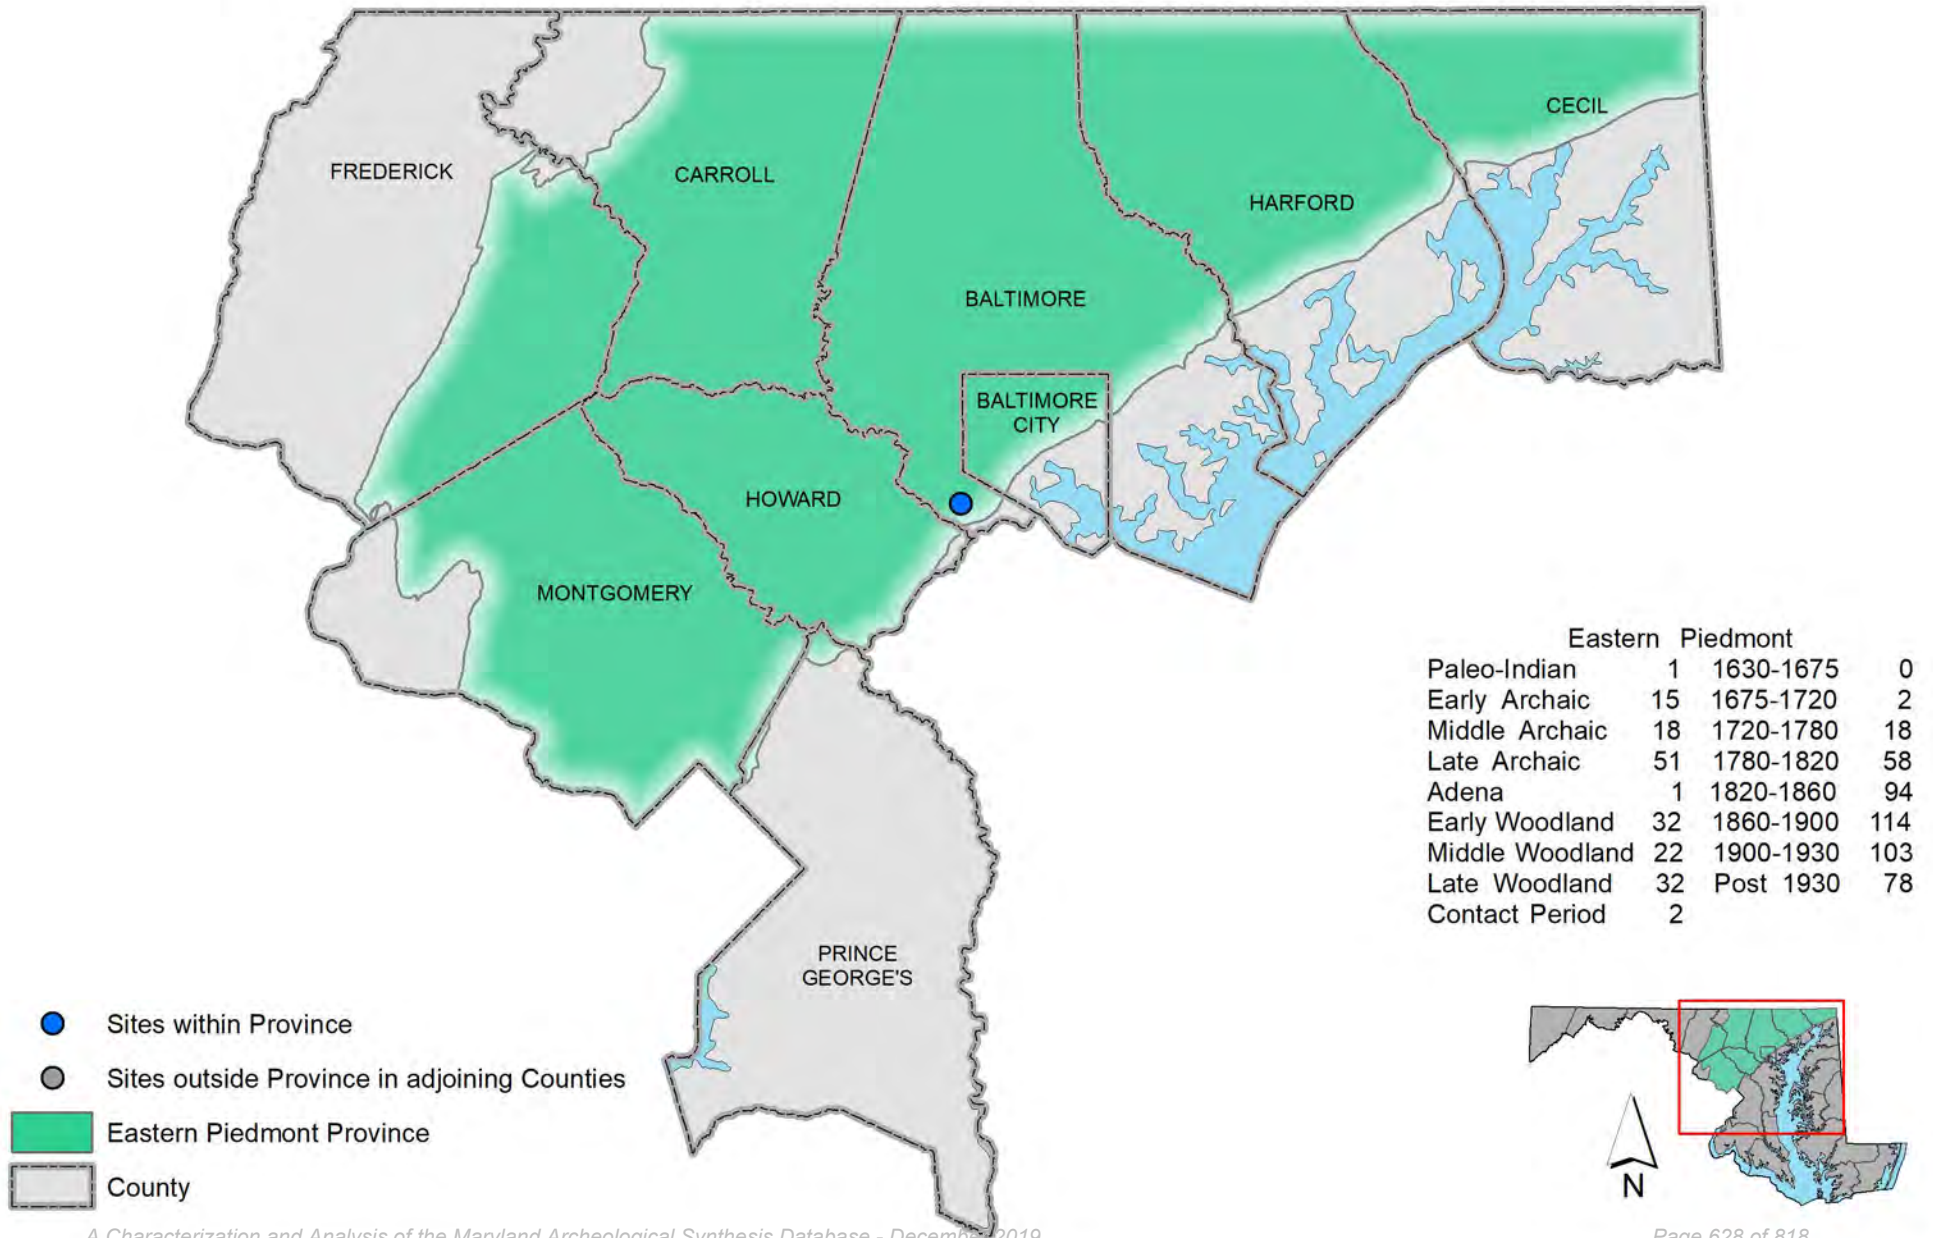 FREDERICK
CARROLL
CECIL
HARFORD
BALTIMORE
BALTIMORE
CITY
HOWARD
MONTGOMERY
PRINCE
GEORGE'S
Eastern Piedmont
Paleo-Indian 1 1630-1675 0
Early Archaic 15 1675-1720 2
Middle Archaic 18 1720-1780 18
Late Archaic 51 1780-1820 58
Adena 1 1820-1860 94
Early Woodland 32 1860-1900 114
Middle Woodland 22 1900-1930 103
Late Woodland 32 Post 1930 78
Contact Period 2
Sites within Province
Sites outside Province in adjoining Counties
Eastern Piedmont Province
County
N
A Characterization and Analysis of the Maryland Archeological Synthesis Database - December 2019
Page 628 of 818